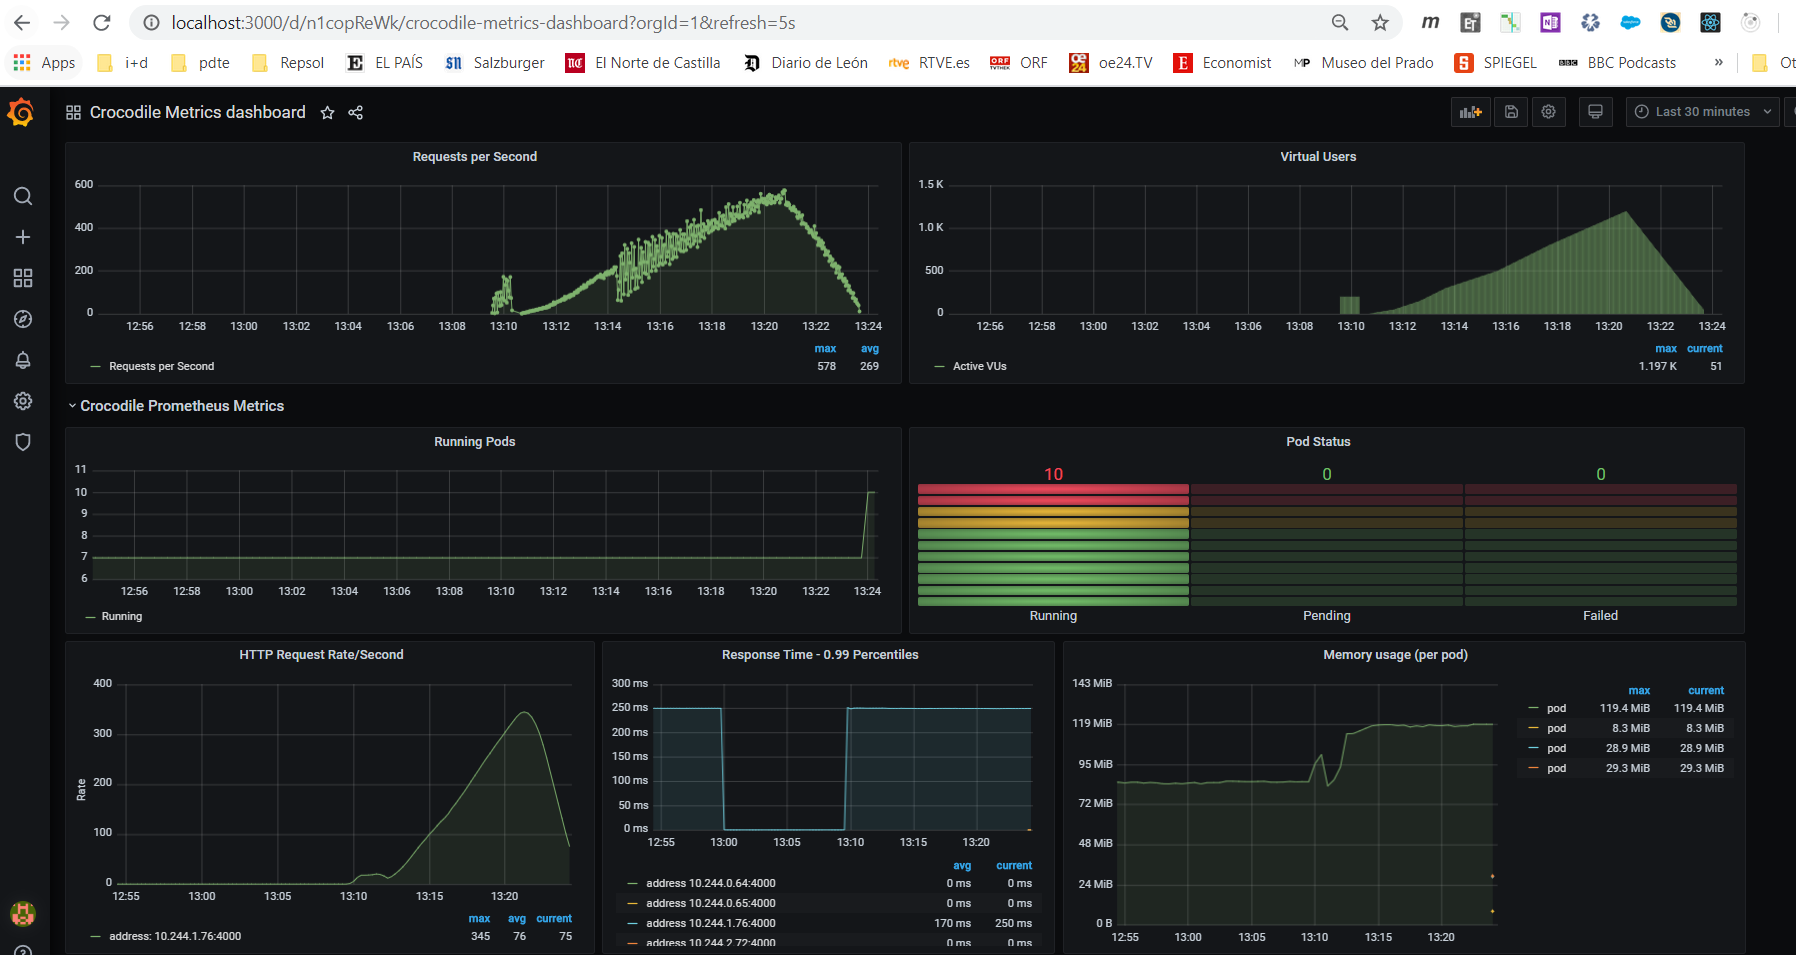 localhost:3000/d/n1copReWk/crocodile-metrics-dashboard?orgId=1&refresh=5s
Apps i+d pdte Repsol EL PAÍS Salzburger El Norte de Castilla Diario de León RTVE.es ORF oe24.TV Economist Museo del Prado SPIEGEL BBC Podcasts » Ot
Crocodile Metrics dashboard
Last 30 minutes
Requests per Second
600
400
200
0
12:56 12:58 13:00 13:02 13:04 13:06 13:08 13:10 13:12 13:14 13:16 13:18 13:20 13:22 13:24
max avg
Requests per Second 578 269
Virtual Users
1.5 K
1.0 K
500
0
12:56 12:58 13:00 13:02 13:04 13:06 13:08 13:10 13:12 13:14 13:16 13:18 13:20 13:22 13:24
max current
Active VUs 1.197 K 51
Crocodile Prometheus Metrics
Running Pods
11
10
9
8
7
6
12:56 12:58 13:00 13:02 13:04 13:06 13:08 13:10 13:12 13:14 13:16 13:18 13:20 13:22 13:24
Running
Pod Status
10 0 0
Running Pending Failed
HTTP Request Rate/Second
Rate
400
300
200
100
0
12:55 13:00 13:05 13:10 13:15 13:20
max avg current
address: 10.244.1.76:4000 345 76 75
Response Time - 0.99 Percentiles
300 ms
250 ms
200 ms
150 ms
100 ms
50 ms
0 ms
12:55 13:00 13:05 13:10 13:15 13:20
avg current
address 10.244.0.64:4000 0 ms 0 ms
address 10.244.0.65:4000 0 ms 0 ms
address 10.244.1.76:4000 170 ms 250 ms
address 10.244.2.72:4000 0 ms 0 ms
Memory usage (per pod)
143 MiB
119 MiB
95 MiB
72 MiB
48 MiB
24 MiB
0 B
12:55 13:00 13:05 13:10 13:15 13:20
max current
pod 119.4 MiB 119.4 MiB
pod 8.3 MiB 8.3 MiB
pod 28.9 MiB 28.9 MiB
pod 29.3 MiB 29.3 MiB